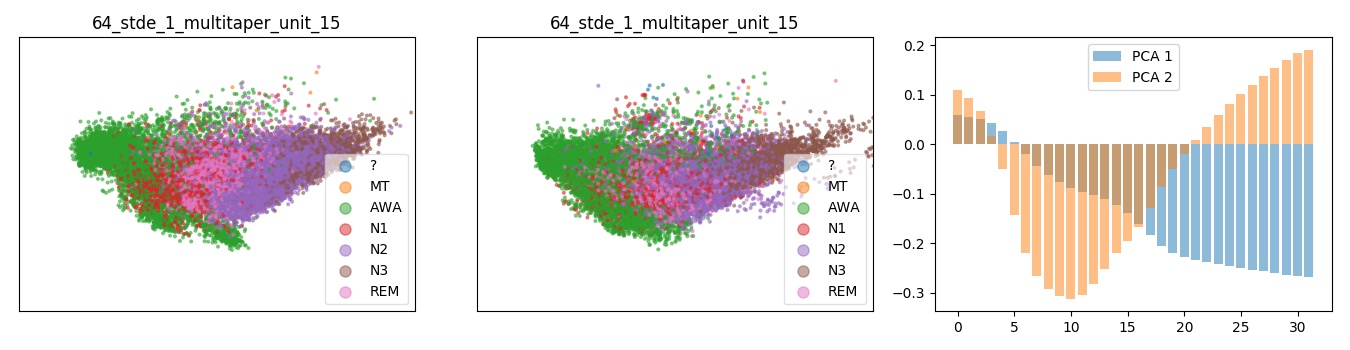 64_stde_1_multitaper_unit_15
?
MT
AWA
N1
N2
N3
REM
64_stde_1_multitaper_unit_15
?
MT
AWA
N1
N2
N3
REM
PCA 1
PCA 2
0.2
0.1
0.0
−0.1
−0.2
−0.3
0 5 10 15 20 25 30